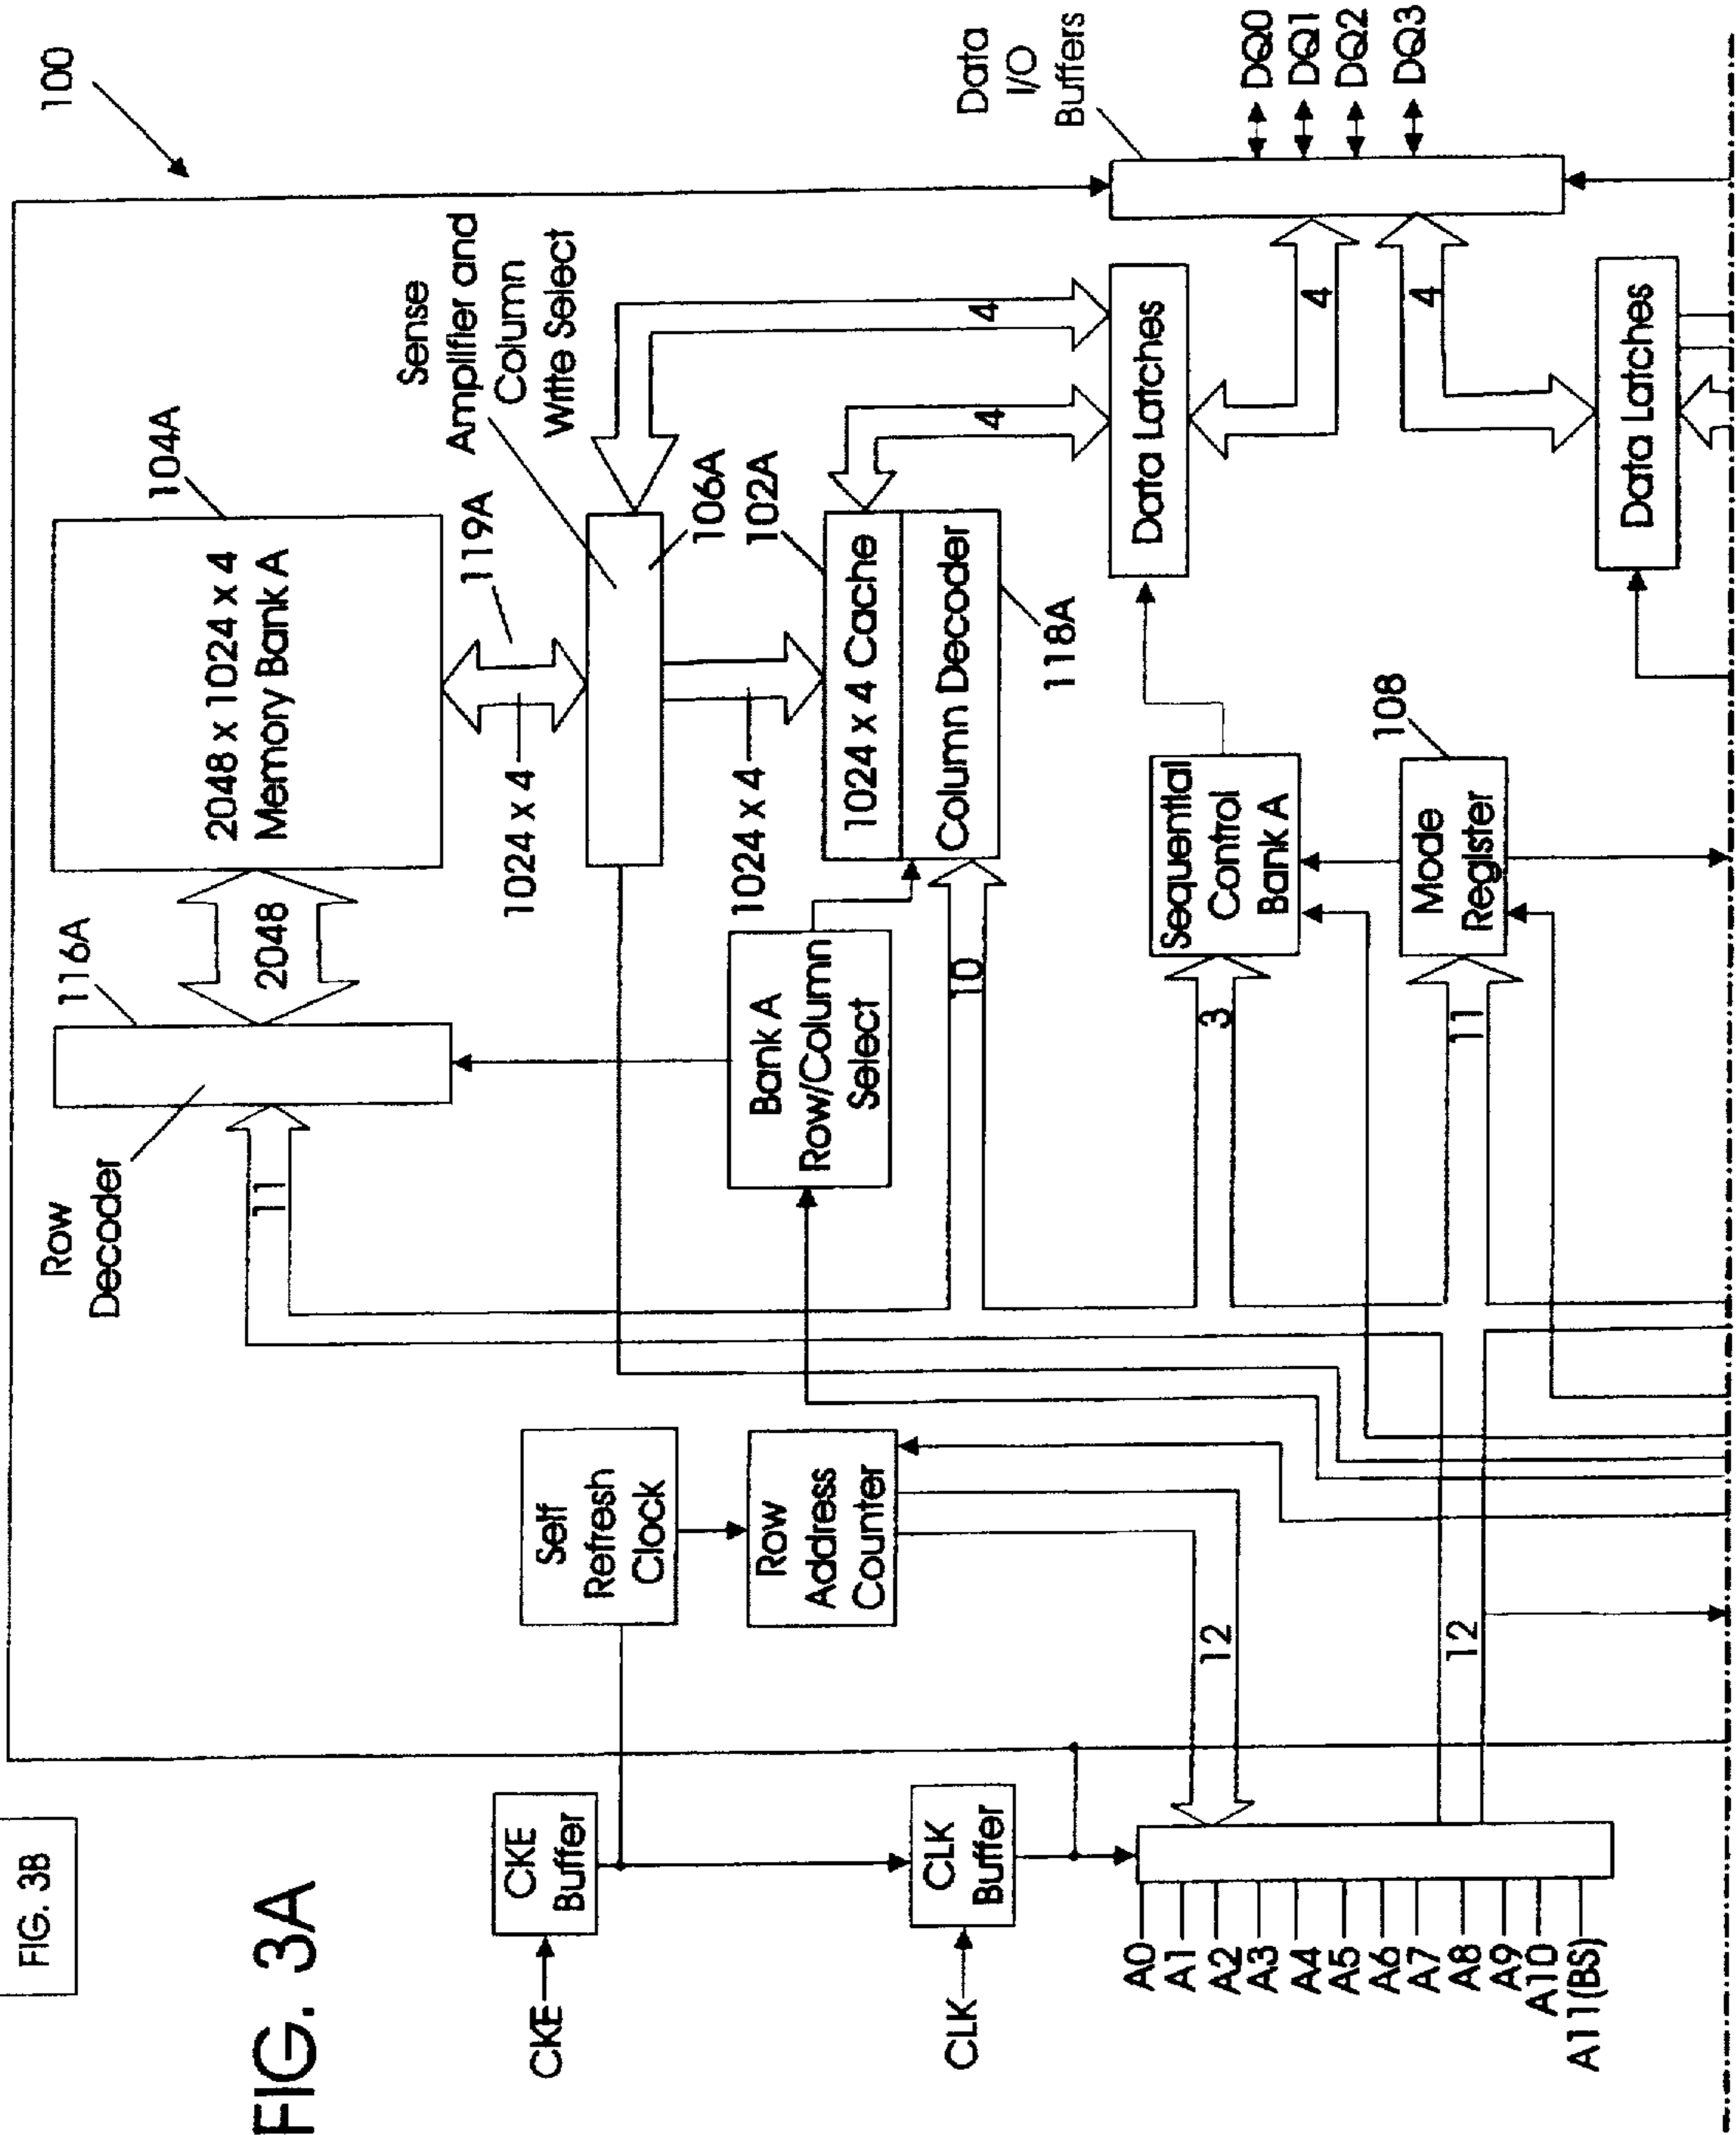 FIG. 3B
FIG. 3A
100
Row
Decoder
116A
11
2048
2048 x 1024 x 4
Memory Bank A
104A
119A
1024 x 4
Sense
Amplifier and
Column
Write Select
106A
1024 x 4
102A
1024 x 4 Cache
Column Decoder
118A
Bank A
Row/Column
Select
10
4
4
Data Latches
4
4
Data Latches
Data
I/O
Buffers
DQ0
DQ1
DQ2
DQ3
CKE
CKE
Buffer
Self
Refresh
Clock
Row
Address
Counter
12
CLK
CLK
Buffer
Sequential
Control
Bank A
3
108
Mode
Register
11
12
A0
A1
A2
A3
A4
A5
A6
A7
A8
A9
A10
A11(BS)